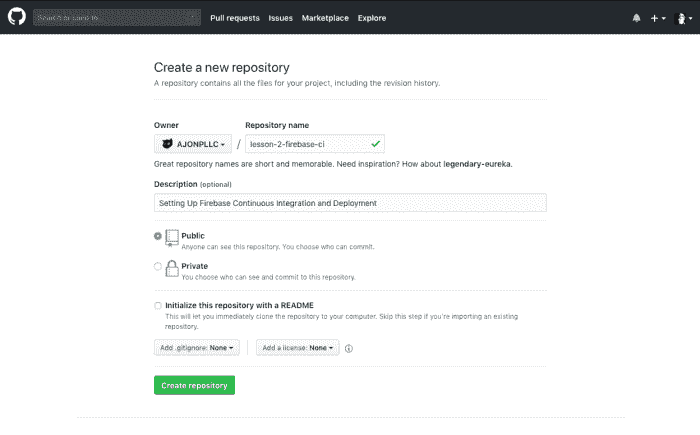 Search or jump to...
Pull requests Issues Marketplace Explore
Create a new repository
A repository contains all the files for your project, including the revision history.
Owner Repository name
AJONPLLC / lesson-2-firebase-ci
Great repository names are short and memorable. Need inspiration? How about legendary-eureka.
Description (optional)
Setting Up Firebase Continuous Integration and Deployment
Public
Anyone can see this repository. You choose who can commit.
Private
You choose who can see and commit to this repository.
Initialize this repository with a README
This will let you immediately clone the repository to your computer. Skip this step if you're importing an existing
repository.
Add .gitignore: None Add a license: None
Create repository